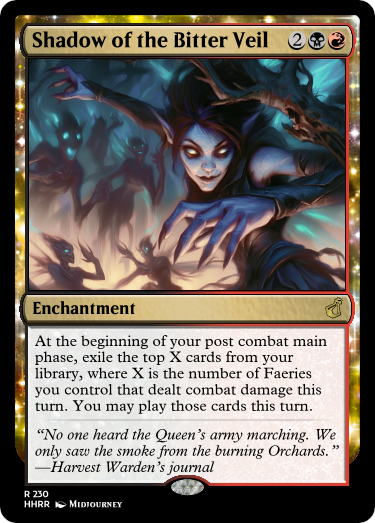 Shadow of the Bitter Veil 2
Enchantment
At the beginning of your post combat main
phase, exile the top X cards from your
library, where X is the number of Faeries
you control that dealt combat damage this
turn. You may play those cards this turn.
“No one heard the Queen's army marching. We
only saw the smoke from the burning Orchards.”
—Harvest Warden's journal
R 230
HHRR MIDJOURNEY